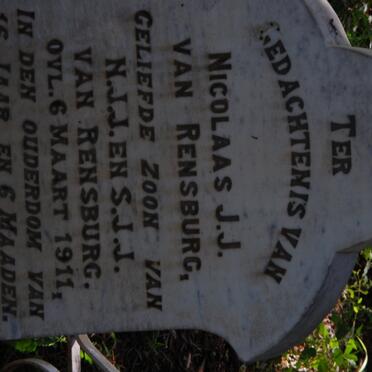 TER
GEDACHTENIS VAN
NICOLAAS J.J.
VAN RENSBURG,
GELIEFDE ZOON VAN
N.J.J. EN S.J.J.
VAN RENSBURG.
OVL. 6 MAART 1911,
IN DEN OUDERDOM VAN
JAAR EN 6 MAADEN.